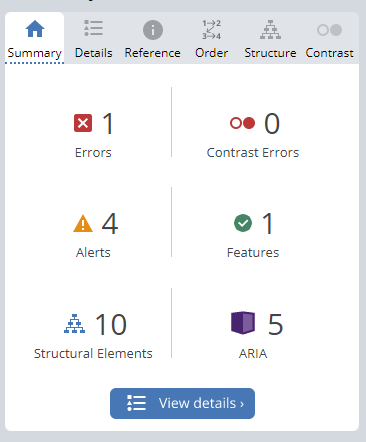 Summary Details Reference Order Structure Contrast
1 0
Errors Contrast Errors
4 1
Alerts Features
10 5
Structural Elements ARIA
View details ›